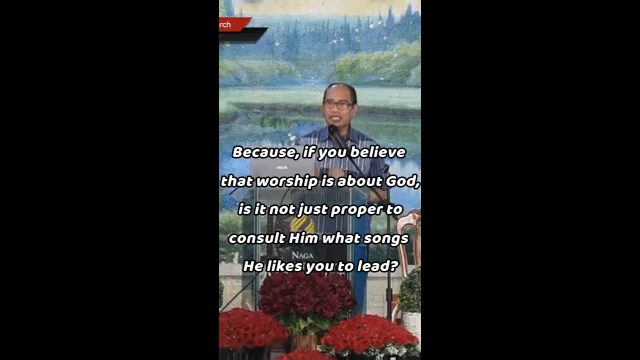 rch
Because, if you believe
that worship is about God,
is it not just proper to
consult Him what songs
He likes you to lead?
NAGA